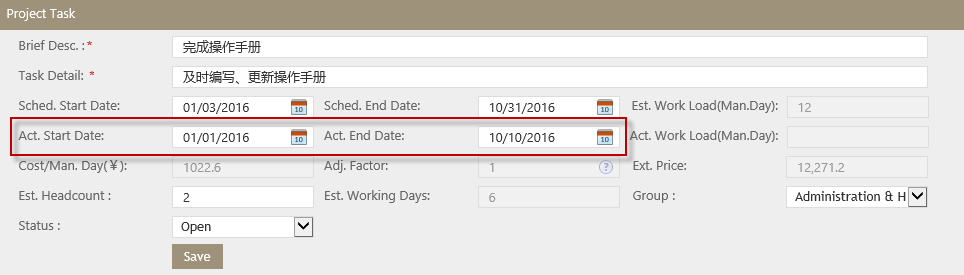 Project Task
Brief Desc. :* 完成操作手册
Task Detail: * 及时编写、更新操作手册
Sched. Start Date: 01/03/2016 10 Sched. End Date: 10/31/2016 10 Est. Work Load(Man.Day): 12
Act. Start Date: 01/01/2016 10 Act. End Date: 10/10/2016 10 Act. Work Load(Man.Day):
Cost/Man. Day(¥): 1022.6 Adj. Factor: 1 ? Ext. Price: 12,271.2
Est. Headcount : 2 Est. Working Days: 6 Group : Administration & H
Status : Open
Save